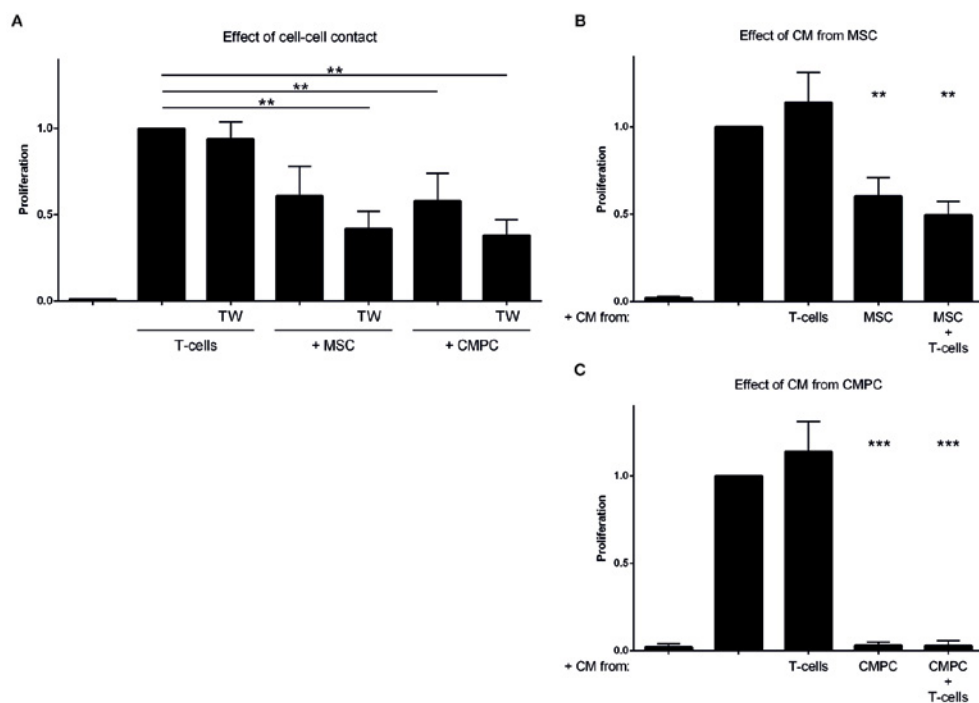 A
Effect of cell-cell contact
**
**
**
Proliferation
1.0
0.5
0.0
TW TW TW
T-cells + MSC + CMPC
B
Effect of CM from MSC
** **
Proliferation
1.0
0.5
0.0
+ CM from: T-cells MSC MSC
+
T-cells
C
Effect of CM from CMPC
*** ***
Proliferation
1.0
0.5
0.0
+ CM from: T-cells CMPC CMPC
+
T-cells